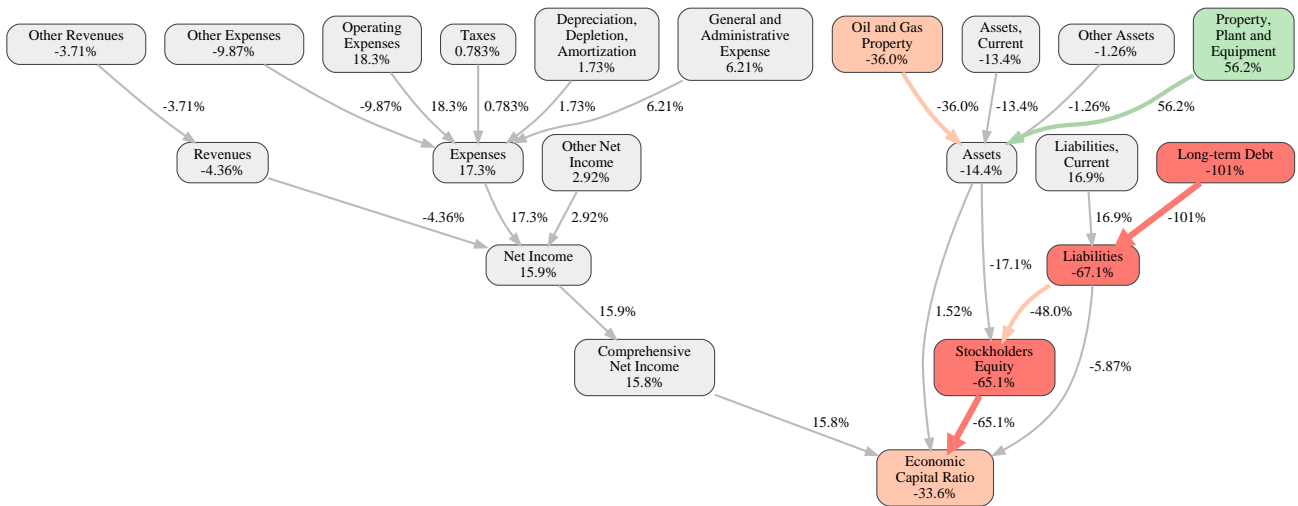 Other Revenues
-3.71%
Other Expenses
-9.87%
Operating
Expenses
18.3%
Taxes
0.783%
Depreciation,
Depletion,
Amortization
1.73%
General and
Administrative
Expense
6.21%
Oil and Gas
Property
-36.0%
Assets,
Current
-13.4%
Other Assets
-1.26%
Property,
Plant and
Equipment
56.2%
-3.71%
-9.87%
18.3%
0.783%
1.73%
6.21%
-36.0%
-13.4%
-1.26%
56.2%
Revenues
-4.36%
Expenses
17.3%
Other Net
Income
2.92%
Assets
-14.4%
Liabilities,
Current
16.9%
Long-term Debt
-101%
-4.36%
17.3%
2.92%
16.9%
-101%
Net Income
15.9%
-17.1%
Liabilities
-67.1%
15.9%
1.52%
-48.0%
Comprehensive
Net Income
15.8%
Stockholders
Equity
-65.1%
-5.87%
15.8%
-65.1%
Economic
Capital Ratio
-33.6%